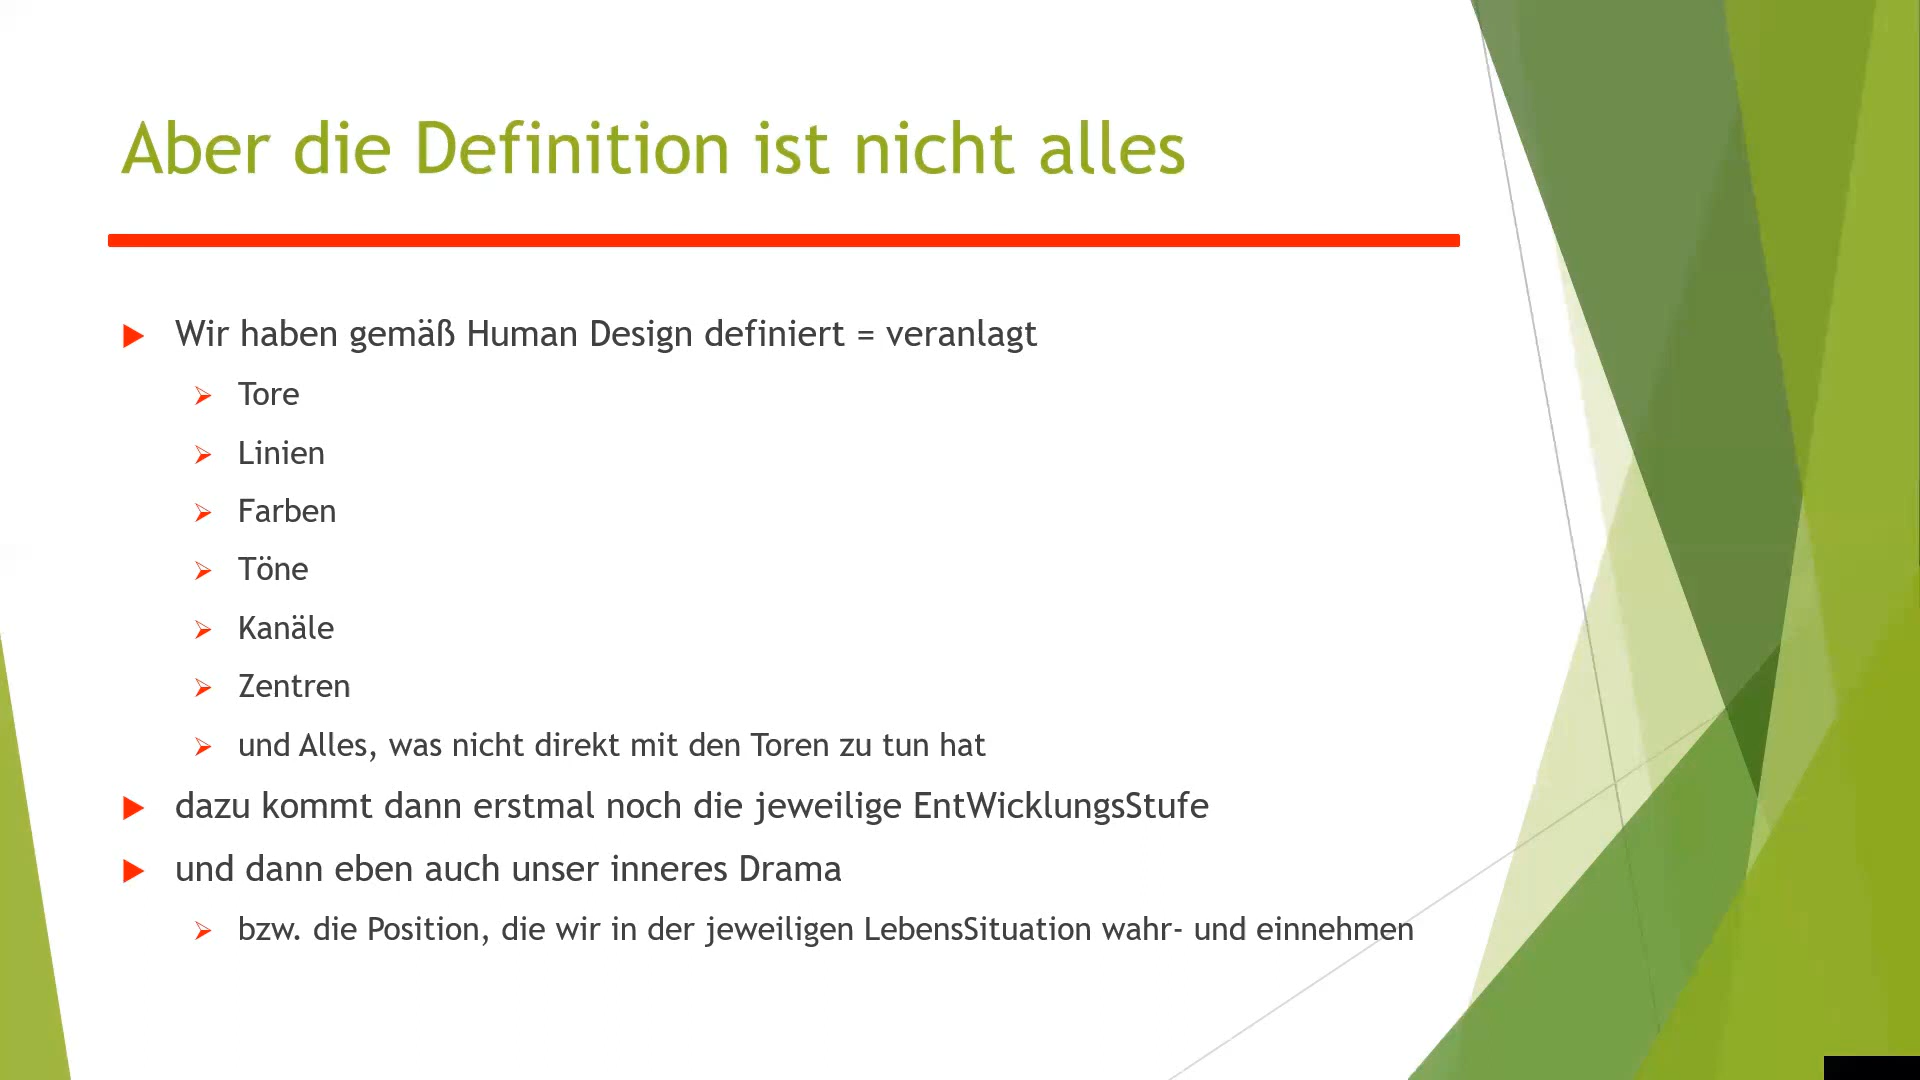 Aber die Definition ist nicht alles
Wir haben gemäß Human Design definiert = veranlagt
Tore
Linien
Farben
Töne
Kanäle
Zentren
und Alles, was nicht direkt mit den Toren zu tun hat
dazu kommt dann erstmal noch die jeweilige EntWicklungsStufe
und dann eben auch unser inneres Drama
bzw. die Position, die wir in der jeweiligen LebensSituation wahr- und einnehmen